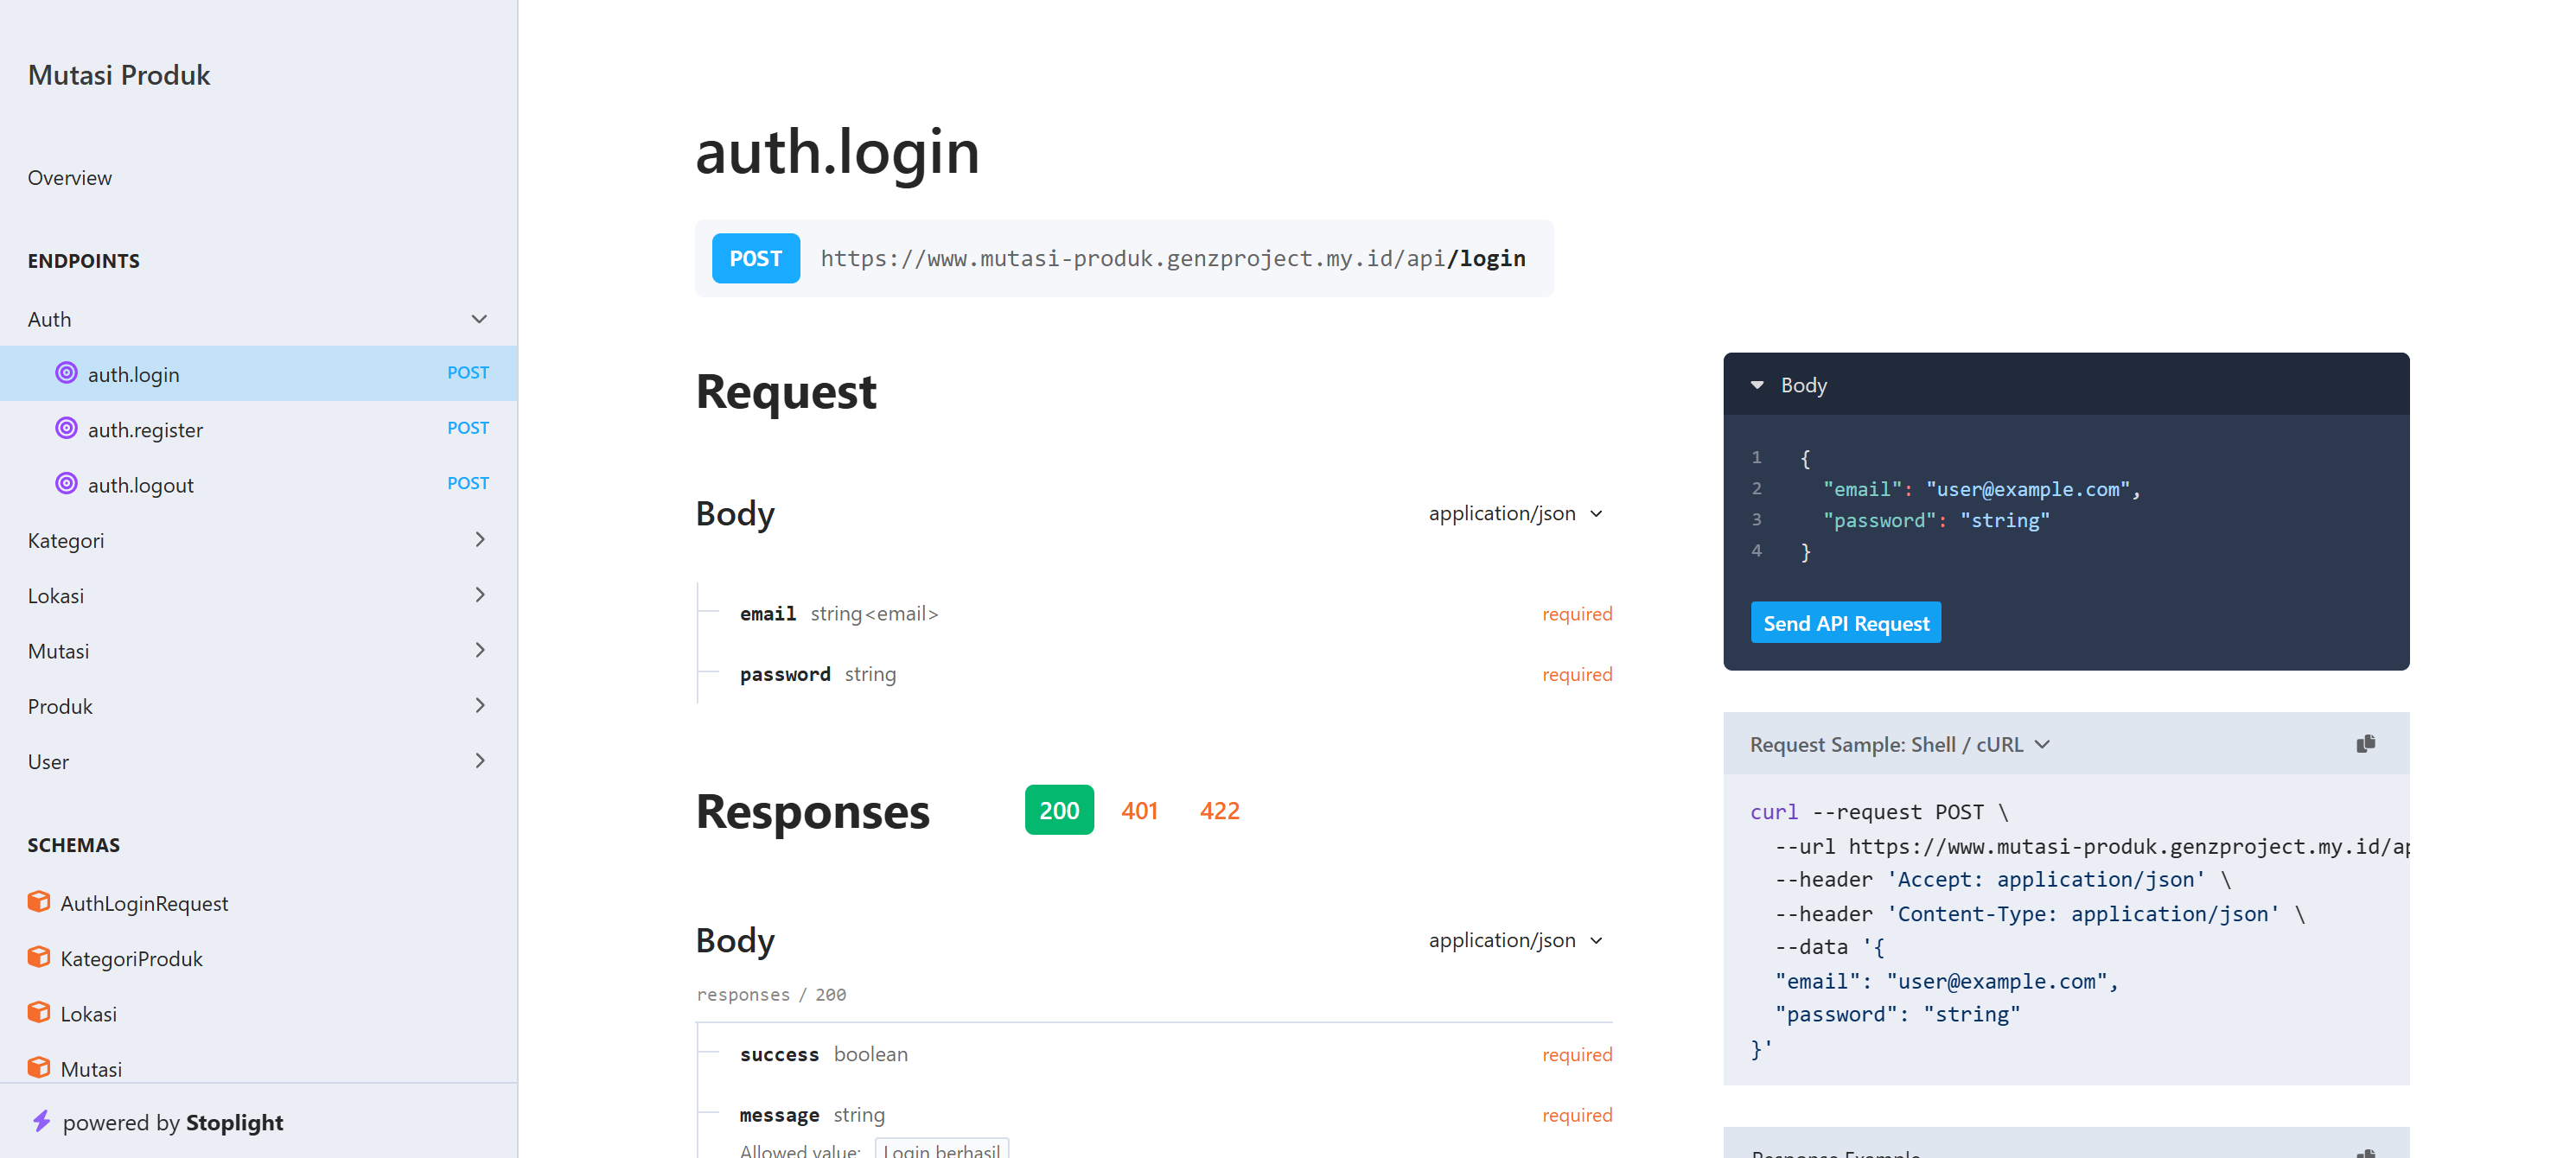 Mutasi Produk
Overview
ENDPOINTS
Auth
auth.login POST
auth.register POST
auth.logout POST
Kategori
Lokasi
Mutasi
Produk
User
SCHEMAS
AuthLoginRequest
KategoriProduk
Lokasi
Mutasi
powered by Stoplight
auth.login
POST https://www.mutasi-produk.genzproject.my.id/api/login
Request
Body application/json
email string<email> required
password string required
Responses 200 401 422
Body application/json
responses / 200
success boolean required
message string required
Allowed value: Login berhasil
Body
1 {
2 "email": "user@example.com",
3 "password": "string"
4 }
Send API Request
Request Sample: Shell / cURL
curl --request POST \
--url https://www.mutasi-produk.genzproject.my.id/ap
--header 'Accept: application/json' \
--header 'Content-Type: application/json' \
--data '{
"email": "user@example.com",
"password": "string"
}'
Response Example